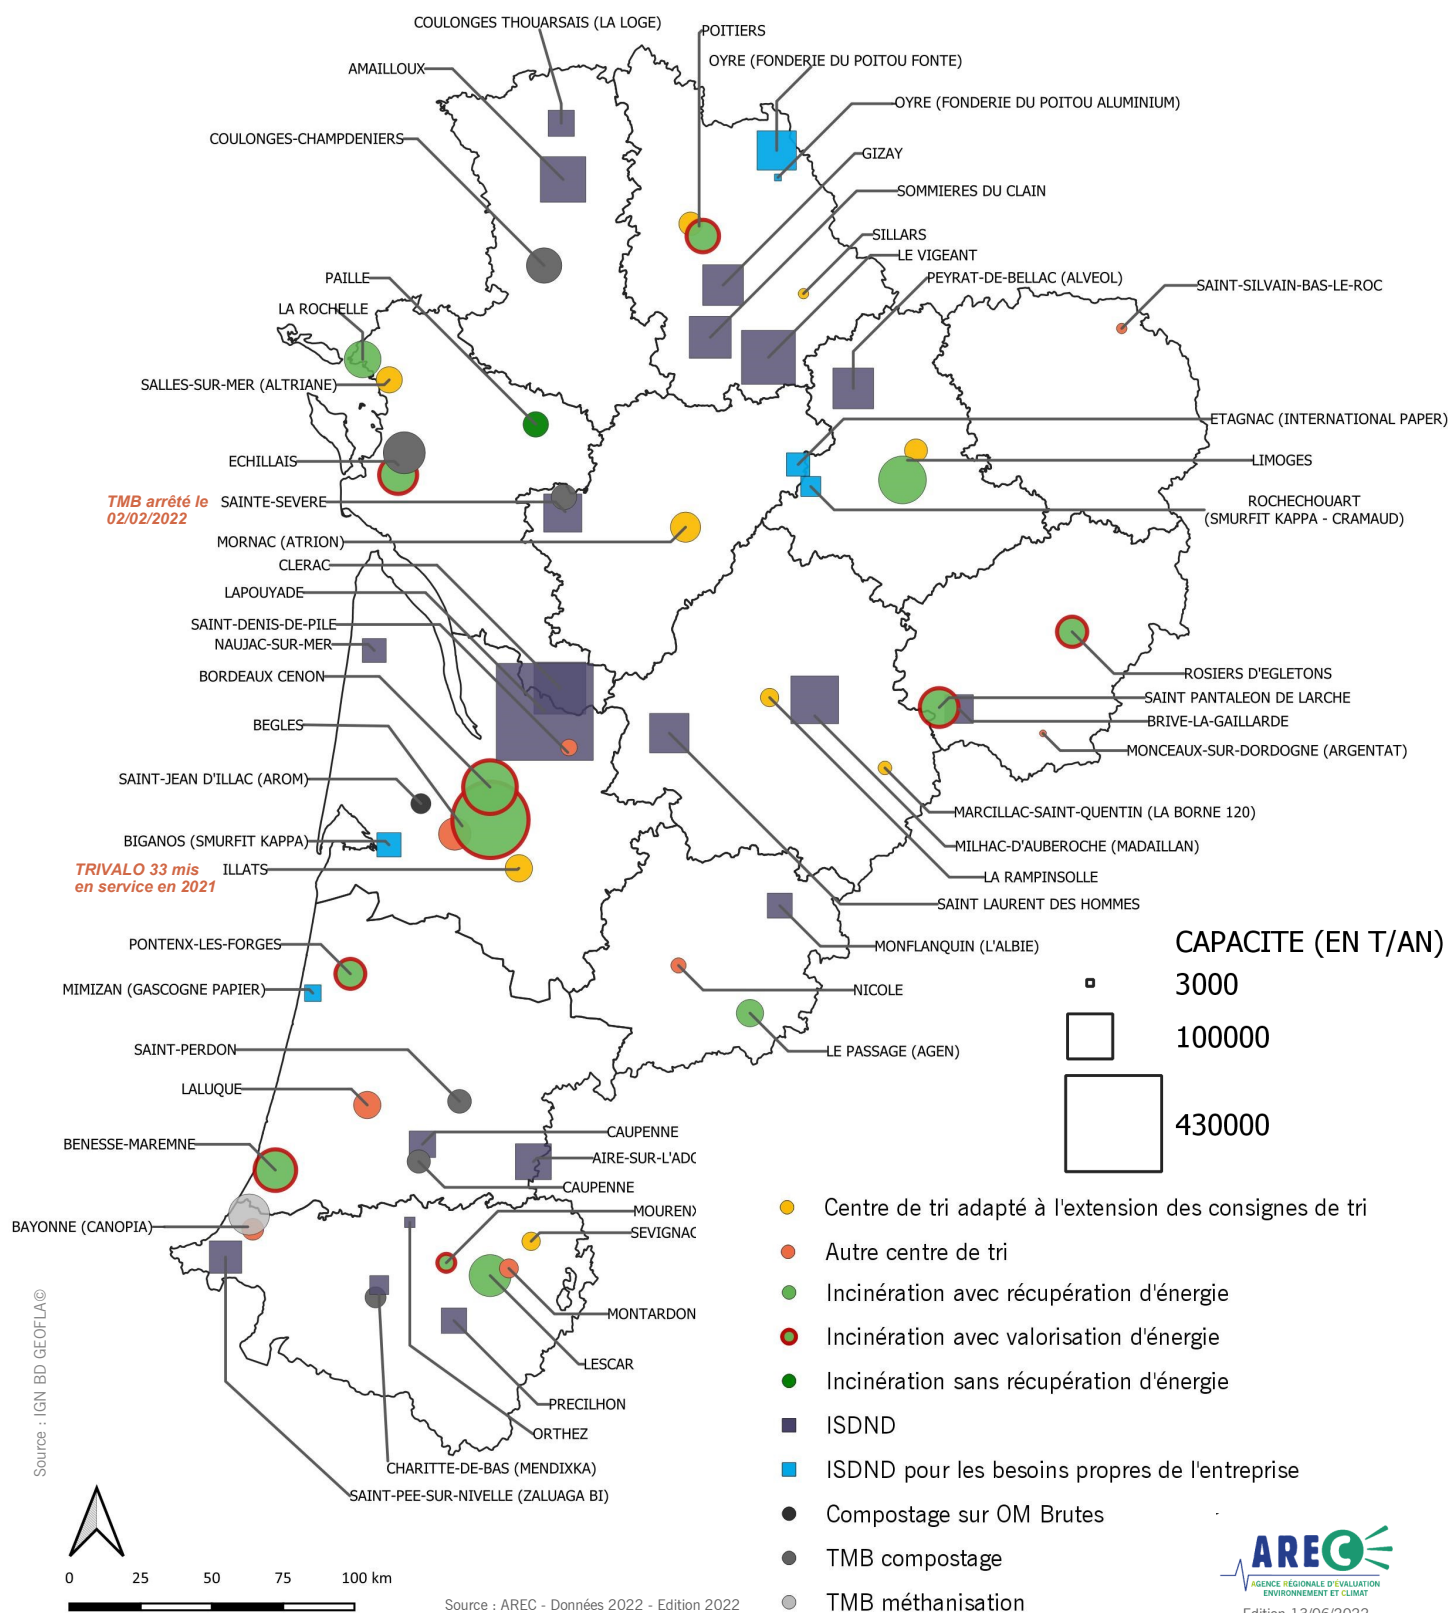 COULONGES THOUARSAIS (LA LOGE)
POITIERS
OYRE (FONDERIE DU POITOU FONTE)
AMAILLOUX
OYRE (FONDERIE DU POITOU ALUMINIUM)
COULONGES-CHAMPDENIERS
GIZAY
SOMMIERES DU CLAIN
SILLARS
LE VIGEANT
PAILLE
PEYRAT-DE-BELLAC (ALVEOL)
SAINT-SILVAIN-BAS-LE-ROC
LA ROCHELLE
SALLES-SUR-MER (ALTRIANE)
ETAGNAC (INTERNATIONAL PAPER)
ECHILLAIS
LIMOGES
TMB arrêté le
02/02/2022
SAINTE-SEVERE
ROCHECHOUART
(SMURFIT KAPPA - CRAMAUD)
MORNAC (ATRION)
CLERAC
LAPOUYADE
SAINT-DENIS-DE-PILE
NAUJAC-SUR-MER
BORDEAUX CENON
ROSIERS D'EGLETONS
SAINT PANTALEON DE LARCHE
BRIVE-LA-GAILLARDE
BEGLES
MONCEAUX-SUR-DORDOGNE (ARGENTAT)
SAINT-JEAN D'ILLAC (AROM)
MARCILLAC-SAINT-QUENTIN (LA BORNE 120)
BIGANOS (SMURFIT KAPPA)
MILHAC-D'AUBEROCHE (MADAILLAN)
TRIVALO 33 mis
en service en 2021
ILLATS
LA RAMPINSOLLE
SAINT LAURENT DES HOMMES
PONTENX-LES-FORGES
MONFLANQUIN (L'ALBIE)
CAPACITE (EN T/AN)
MIMIZAN (GASCOGNE PAPIER)
NICOLE
3000
100000
SAINT-PERDON
LE PASSAGE (AGEN)
LALUQUE
430000
BENESSE-MAREMNE
CAUPENNE
AIRE-SUR-L'ADO
CAUPENNE
BAYONNE (CANOPIA)
MOURENX
SEVIGNAC
Centre de tri adapté à l'extension des consignes de tri
Autre centre de tri
Incinération avec récupération d'énergie
MONTARDON
Incinération avec valorisation d'énergie
LESCAR
Incinération sans récupération d'énergie
PRECILHON
ISDND
ORTHEZ
CHARITTE-DE-BAS (MENDIXKA)
ISDND pour les besoins propres de l'entreprise
SAINT-PEE-SUR-NIVELLE (ZALUAGA BI)
Compostage sur OM Brutes
TMB compostage
TMB méthanisation
Source : IGN BD GEOFLA©
0 25 50 75 100 km
Source : AREC - Données 2022 - Edition 2022
AREC
AGENCE RÉGIONALE D'ÉVALUATION
ENVIRONNEMENT ET CLIMAT
Edition 13/06/2022